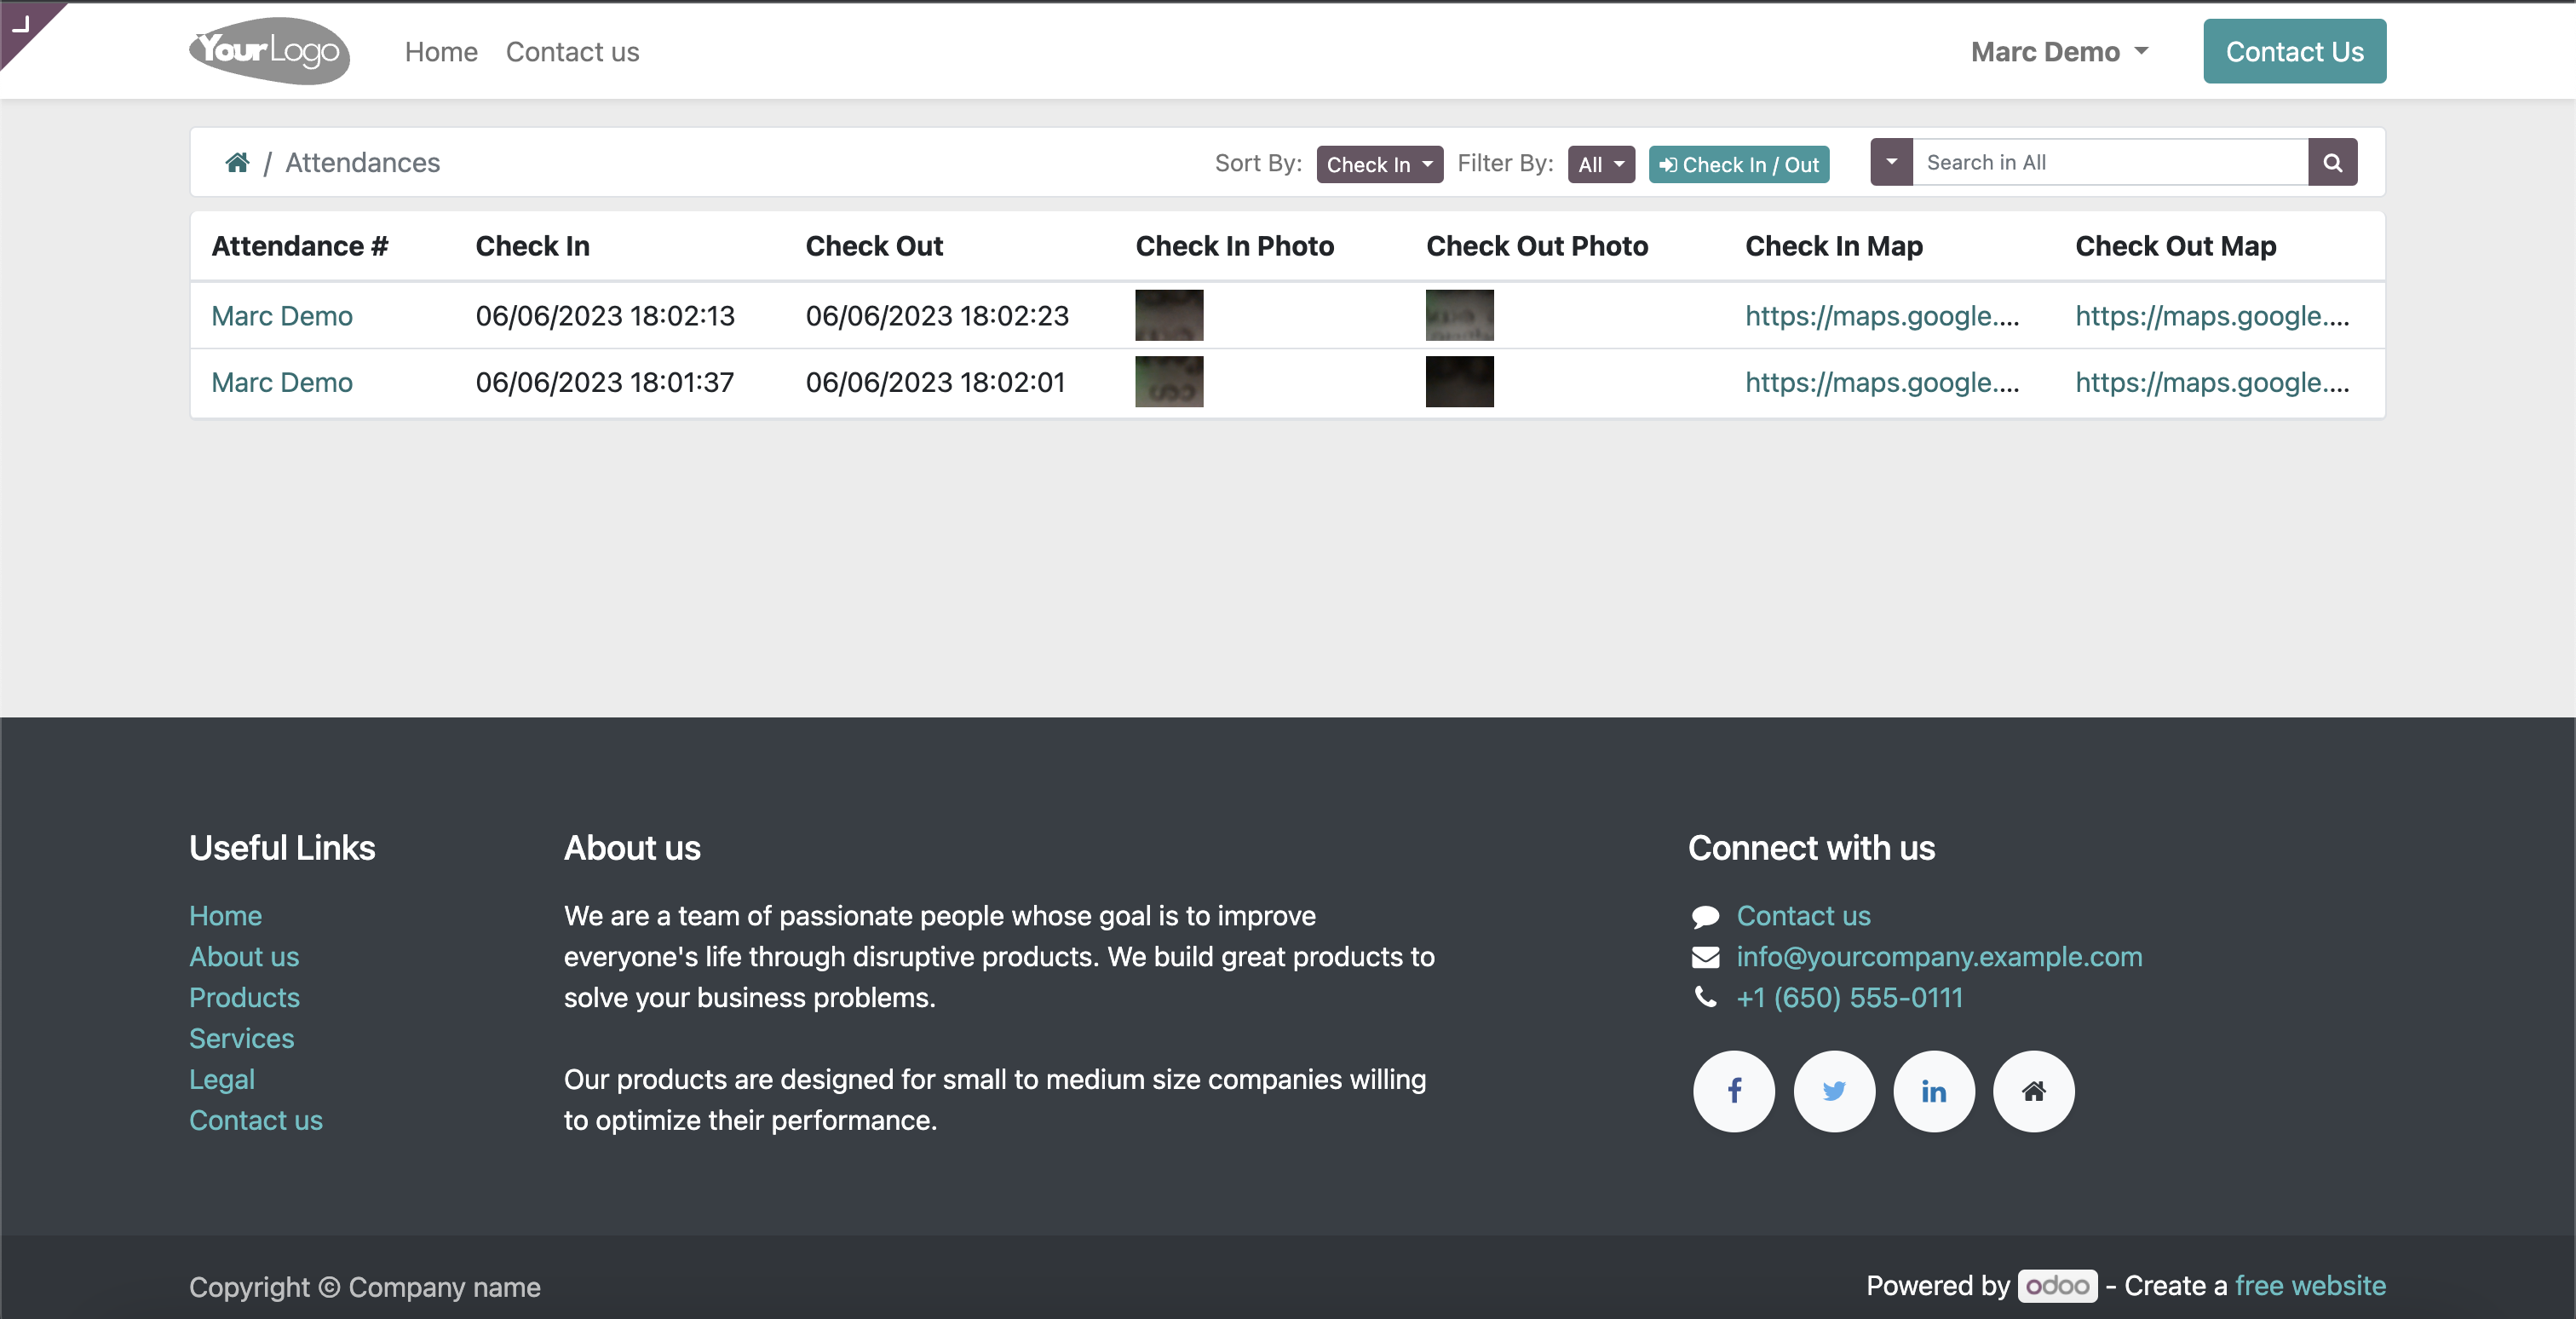 YourLogo Home Contact us Marc Demo Contact Us
/ Attendances Sort By: Check In Filter By: All Check In / Out Search in All
Attendance # Check In Check Out Check In Photo Check Out Photo Check In Map Check Out Map
Marc Demo 06/06/2023 18:02:13 06/06/2023 18:02:23 https://maps.google.... https://maps.google....
Marc Demo 06/06/2023 18:01:37 06/06/2023 18:02:01 https://maps.google.... https://maps.google....
Useful Links
Home
About us
Products
Services
Legal
Contact us
About us
We are a team of passionate people whose goal is to improve
everyone's life through disruptive products. We build great products to
solve your business problems.
Our products are designed for small to medium size companies willing
to optimize their performance.
Connect with us
Contact us
info@yourcompany.example.com
+1 (650) 555-0111
Copyright © Company name
Powered by odoo - Create a free website